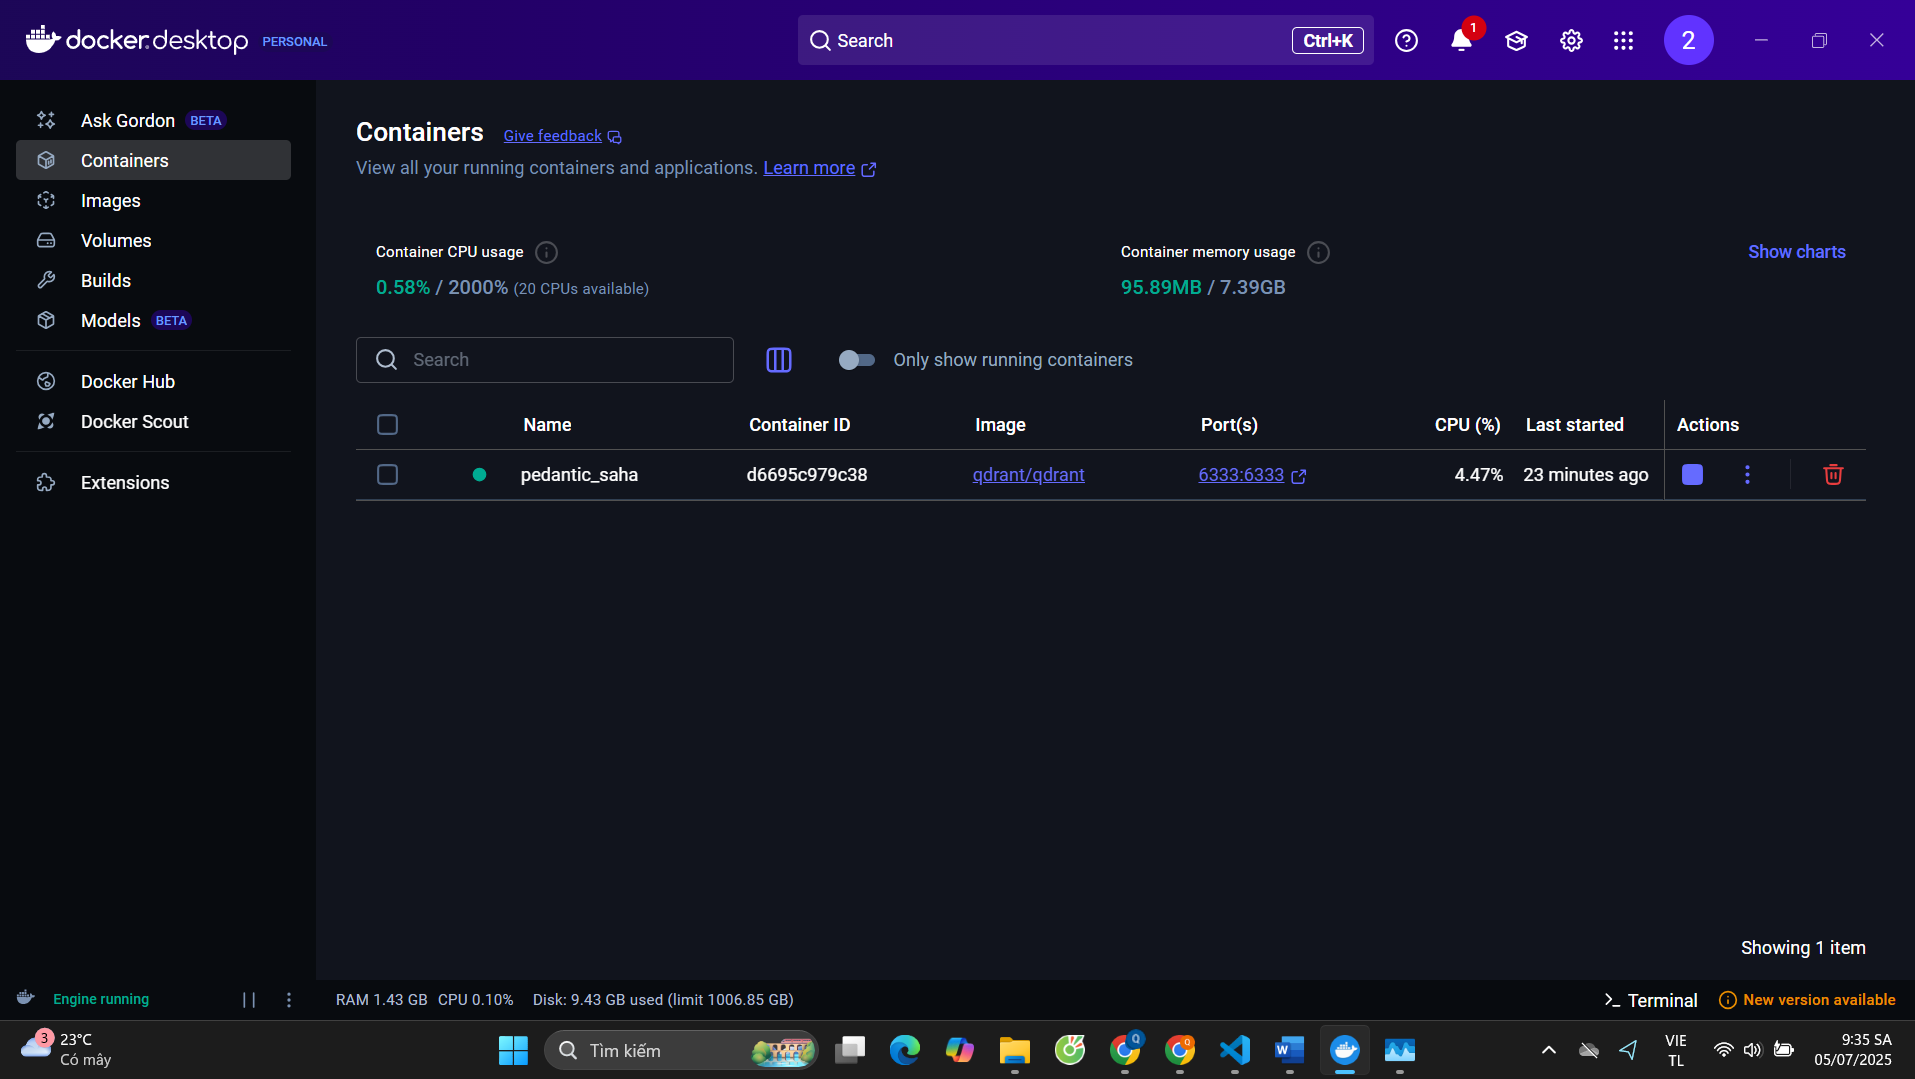 docker.desktop PERSONAL
Search Ctrl+K
1
2
Ask Gordon BETA
Containers
Images
Volumes
Builds
Models BETA
Docker Hub
Docker Scout
Extensions
Containers Give feedback
View all your running containers and applications. Learn more
Container CPU usage
0.58% / 2000% (20 CPUs available)
Container memory usage
95.89MB / 7.39GB
Show charts
Search
Only show running containers
Name Container ID Image Port(s) CPU (%) Last started Actions
pedantic_saha d6695c979c38 qdrant/qdrant 6333:6333 4.47% 23 minutes ago
Showing 1 item
Engine running
RAM 1.43 GB CPU 0.10% Disk: 9.43 GB used (limit 1006.85 GB)
Terminal
New version available
3
23°C
Có mây
Tìm kiếm
Q
Q
W
VIE
TL
9:35 SA
05/07/2025